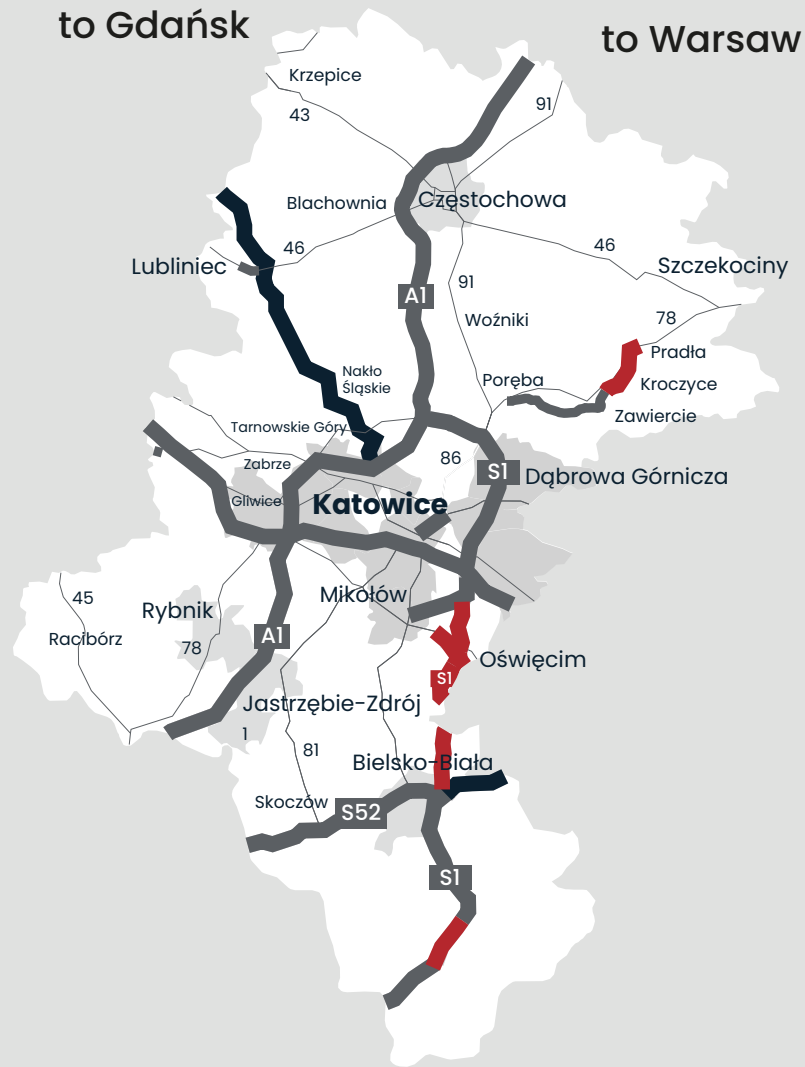 to Gdańsk
to Warsaw
Krzepice
91
43
Blachownia
Częstochowa
46
46
Lubliniec
Szczekociny
91
A1
78
Woźniki
Pradła
Nakło
Śląskie
Poręba
Kroczyce
Zawiercie
Tarnowskie Góry
86
Zabrze
S1
Dąbrowa Górnicza
Gliwice
Katowice
Mikołów
45
Rybnik
A1
Racibórz
78
Oświęcim
S1
Jastrzębie-Zdrój
1
81
Bielsko-Biała
Skoczów
S52
S1